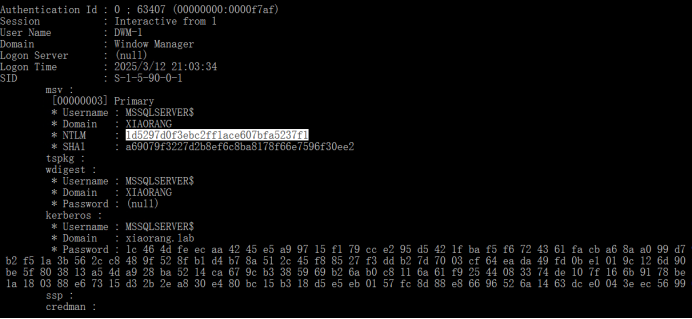 Authentication Id : 0 ; 63407 (00000000:0000f7af)
Session           : Interactive from 1
User Name         : DWM-1
Domain            : Window Manager
Logon Server      : (null)
Logon Time        : 2025/3/12 21:03:34
SID               : S-1-5-90-0-1
msv :
[00000003] Primary
* Username : MSSQLSERVER$
* Domain   : XIAORANG
* NTLM     : 1d5297d0f3ebc2ff1ace607bfa5237f1
* SHA1     : a69079f3227d2b8ef6c8ba8178f66e7596f30ee2
tspkg :
wdigest :
* Username : MSSQLSERVER$
* Domain   : XIAORANG
* Password : (null)
kerberos :
* Username : MSSQLSERVER$
* Domain   : xiaorang.lab
* Password : 1c 46 4d fe ec aa 42 45 e5 a9 97 15 f1 79 cc e2 95 d5 42 1f ba f5 f6 72 43 61 fa cb a6 8a a0 99 d7
b2 f5 1a 3b 56 2c c8 48 9f 52 8f b1 d4 b7 8a 51 2c 45 f8 85 27 f3 dd b2 7d 70 03 cf 64 ea da 49 fd 0b e1 01 9c 12 6d 90
be 5f 80 38 13 a5 4d a9 28 ba 52 14 ca 67 9c b3 38 59 69 b2 6a b0 c8 11 6a 61 f9 25 44 08 33 74 de 10 7f 16 6b 91 78 be
1a 18 03 88 e6 73 15 d3 2b 2e a8 30 e4 80 bc 15 b3 18 d5 e5 eb 01 57 fc 8d 88 e8 66 96 52 6a 14 63 dc e0 04 3e ec 56 99
ssp :
credman :